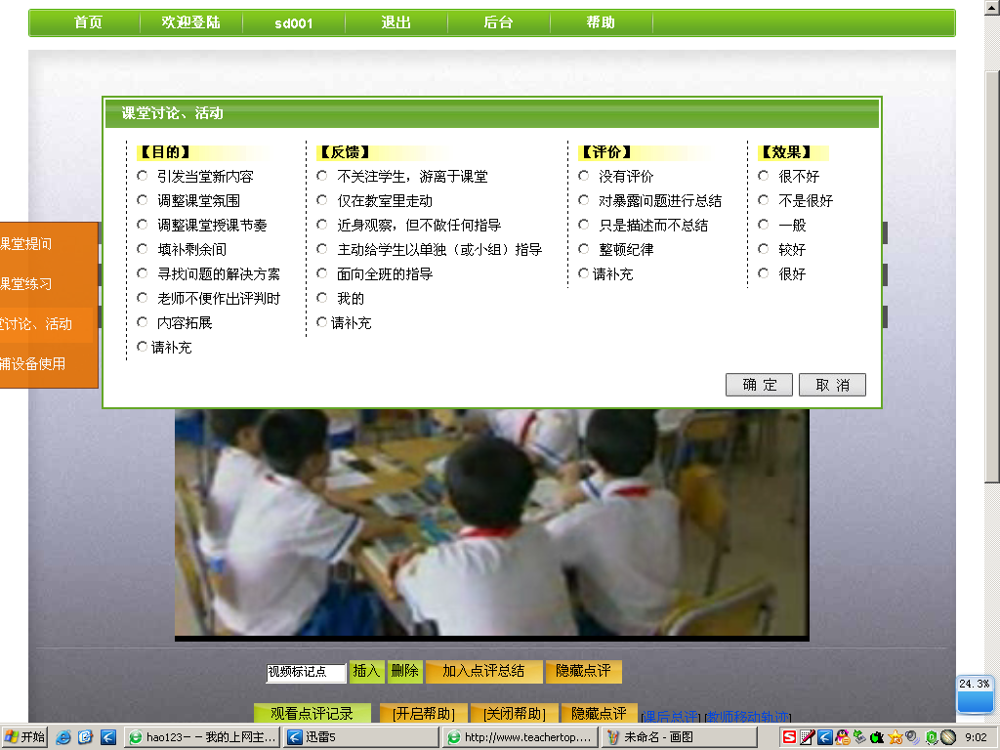 首页 欢迎登陆 sd001 退出 后台 帮助
课堂讨论、活动
【目的】 【反馈】 【评价】 【效果】
引发当堂新内容 不关注学生，游离于课堂 没有评价 很不好
调整课堂氛围 仅在教室里走动 对暴露问题进行总结 不是很好
调整课堂授课节奏 近身观察，但不做任何指导 只是描述而不总结 一般
填补剩余间 主动给学生以单独（或小组）指导 整顿纪律 较好
寻找问题的解决方案 面向全班的指导 请补充 很好
老师不便作出评判时 我的
内容拓展 请补充
请补充
确 定 取 消
课堂提问
课堂练习
堂讨论、活动
辅设备使用
视频标记点 插入 删除 加入点评总结 隐藏点评
观看点评记录 [开启帮助] [关闭帮助] 隐藏点评 [课后总评] [教师移动轨迹]
24.3%
开始 hao123－－我的上网主... 迅雷5 http://www.teachertop.... 未命名 - 画图 9:02